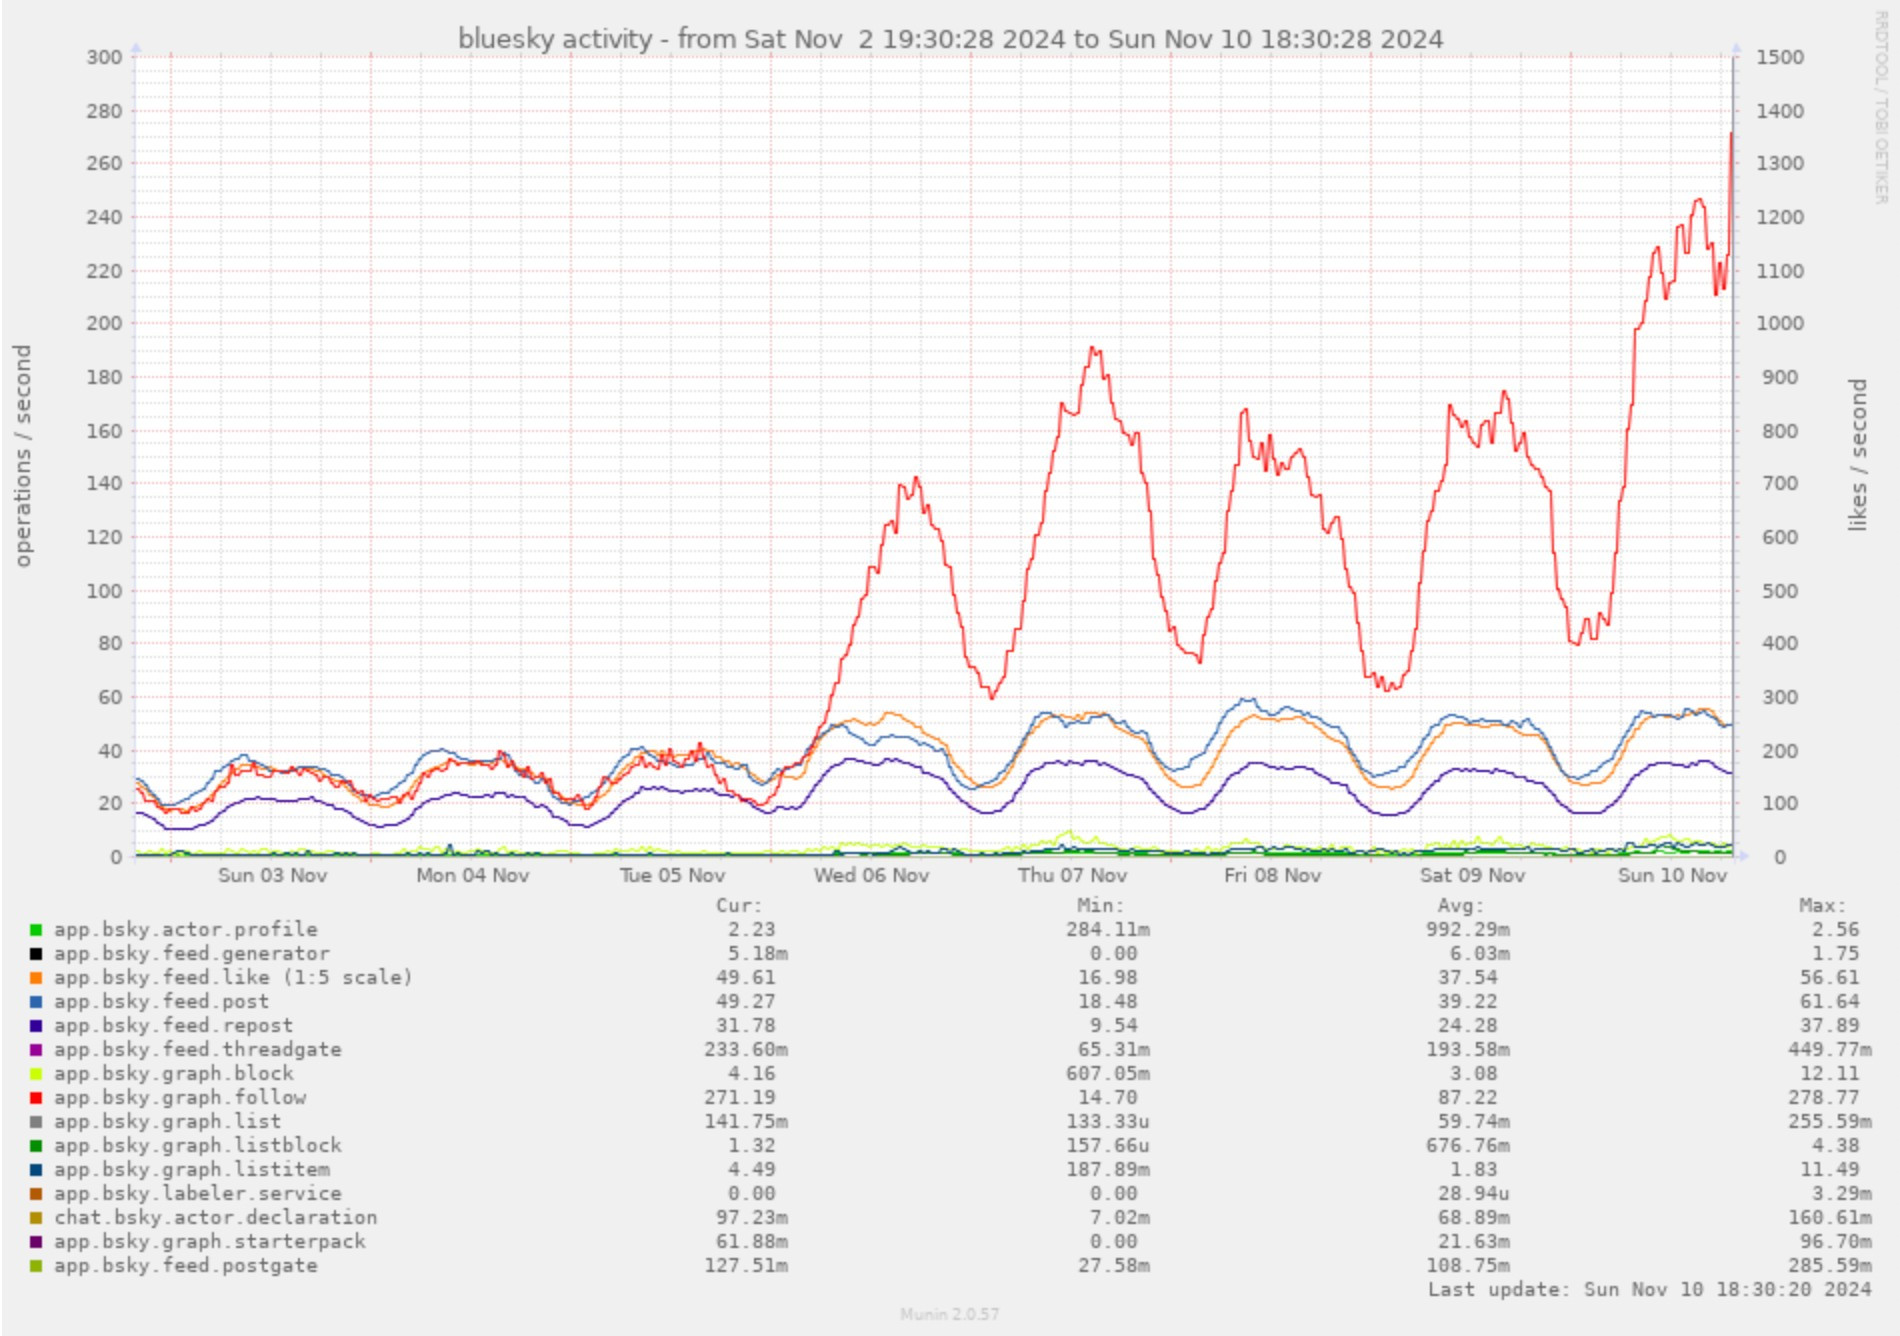 bluesky activity - from Sat Nov  2 19:30:28 2024 to Sun Nov 10 18:30:28 2024
RRDTOOL / TOBI OETIKER
operations / second
300
280
260
240
220
200
180
160
140
120
100
80
60
40
20
0
1500
1400
1300
1200
1100
1000
900
800
700
600
500
400
300
200
100
0
likes / second
Sun 03 Nov Mon 04 Nov Tue 05 Nov Wed 06 Nov Thu 07 Nov Fri 08 Nov Sat 09 Nov Sun 10 Nov
Cur: Min: Avg: Max:
app.bsky.actor.profile 2.23 284.11m 992.29m 2.56
app.bsky.feed.generator 5.18m 0.00 6.03m 1.75
app.bsky.feed.like (1:5 scale) 49.61 16.98 37.54 56.61
app.bsky.feed.post 49.27 18.48 39.22 61.64
app.bsky.feed.repost 31.78 9.54 24.28 37.89
app.bsky.feed.threadgate 233.60m 65.31m 193.58m 449.77m
app.bsky.graph.block 4.16 607.05m 3.08 12.11
app.bsky.graph.follow 271.19 14.70 87.22 278.77
app.bsky.graph.list 141.75m 133.33u 59.74m 255.59m
app.bsky.graph.listblock 1.32 157.66u 676.76m 4.38
app.bsky.graph.listitem 4.49 187.89m 1.83 11.49
app.bsky.labeler.service 0.00 0.00 28.94u 3.29m
chat.bsky.actor.declaration 97.23m 7.02m 68.89m 160.61m
app.bsky.graph.starterpack 61.88m 0.00 21.63m 96.70m
app.bsky.feed.postgate 127.51m 27.58m 108.75m 285.59m
Last update: Sun Nov 10 18:30:20 2024
Munin 2.0.57